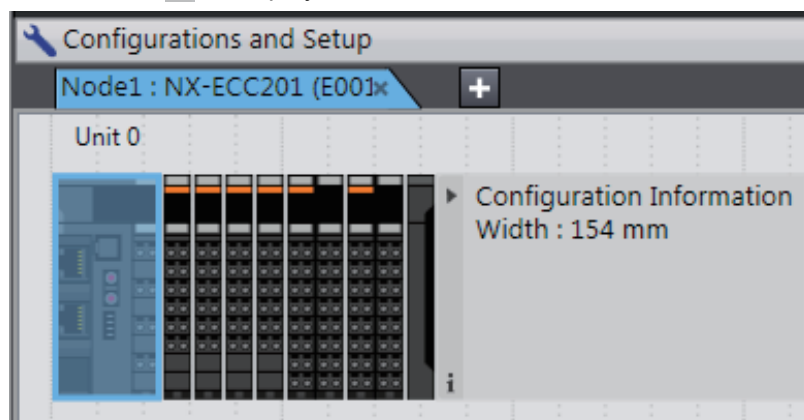 Configurations and Setup
Node1 : NX-ECC201 (E001
Unit 0
Configuration Information
Width : 154 mm